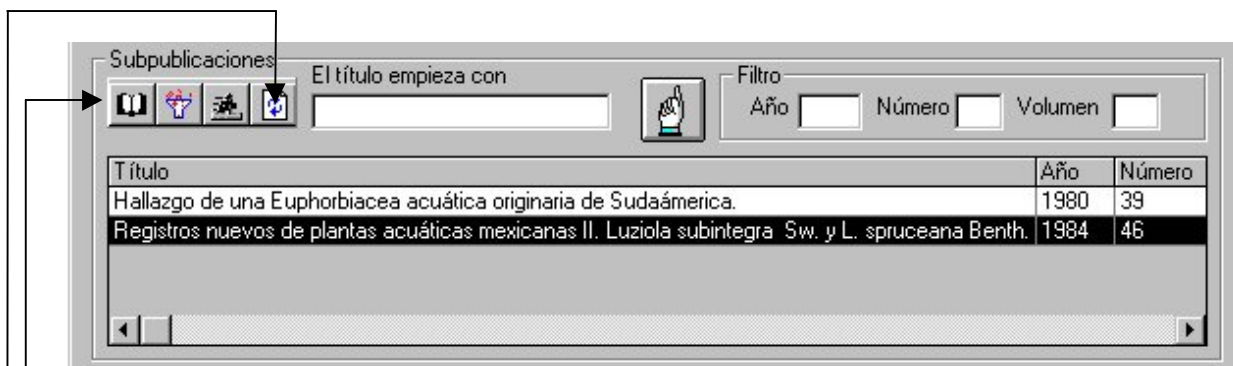 Subpublicaciones
El título empieza con
Filtro
Año Número Volumen
Título Año Número
Hallazgo de una Euphorbiacea acuática originaria de Sudaámerica. 1980 39
Registros nuevos de plantas acuáticas mexicanas II. Luziola subintegra Sw. y L. spruceana Benth. 1984 46